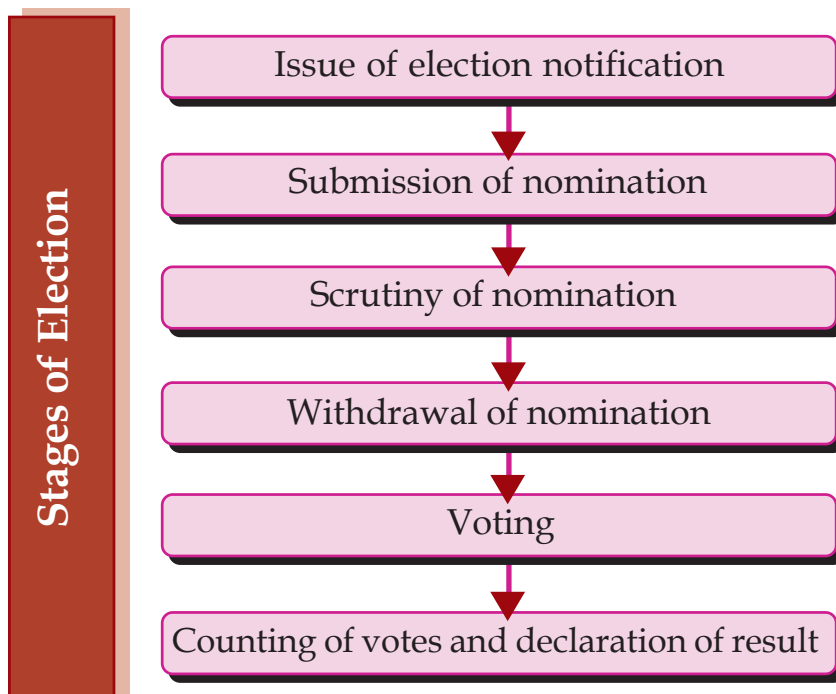 Stages of Election
Issue of election notification
Submission of nomination
Scrutiny of nomination
Withdrawal of nomination
Voting
Counting of votes and declaration of result